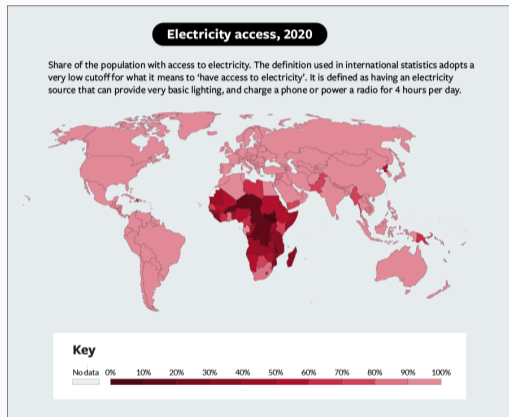 Electricity access, 2020
Share of the population with access to electricity. The definition used in international statistics adopts a
very low cutoff for what it means to ‘have access to electricity’. It is defined as having an electricity
source that can provide very basic lighting, and charge a phone or power a radio for 4 hours per day.
Key
No data 0% 10% 20% 30% 40% 50% 60% 70% 80% 90% 100%